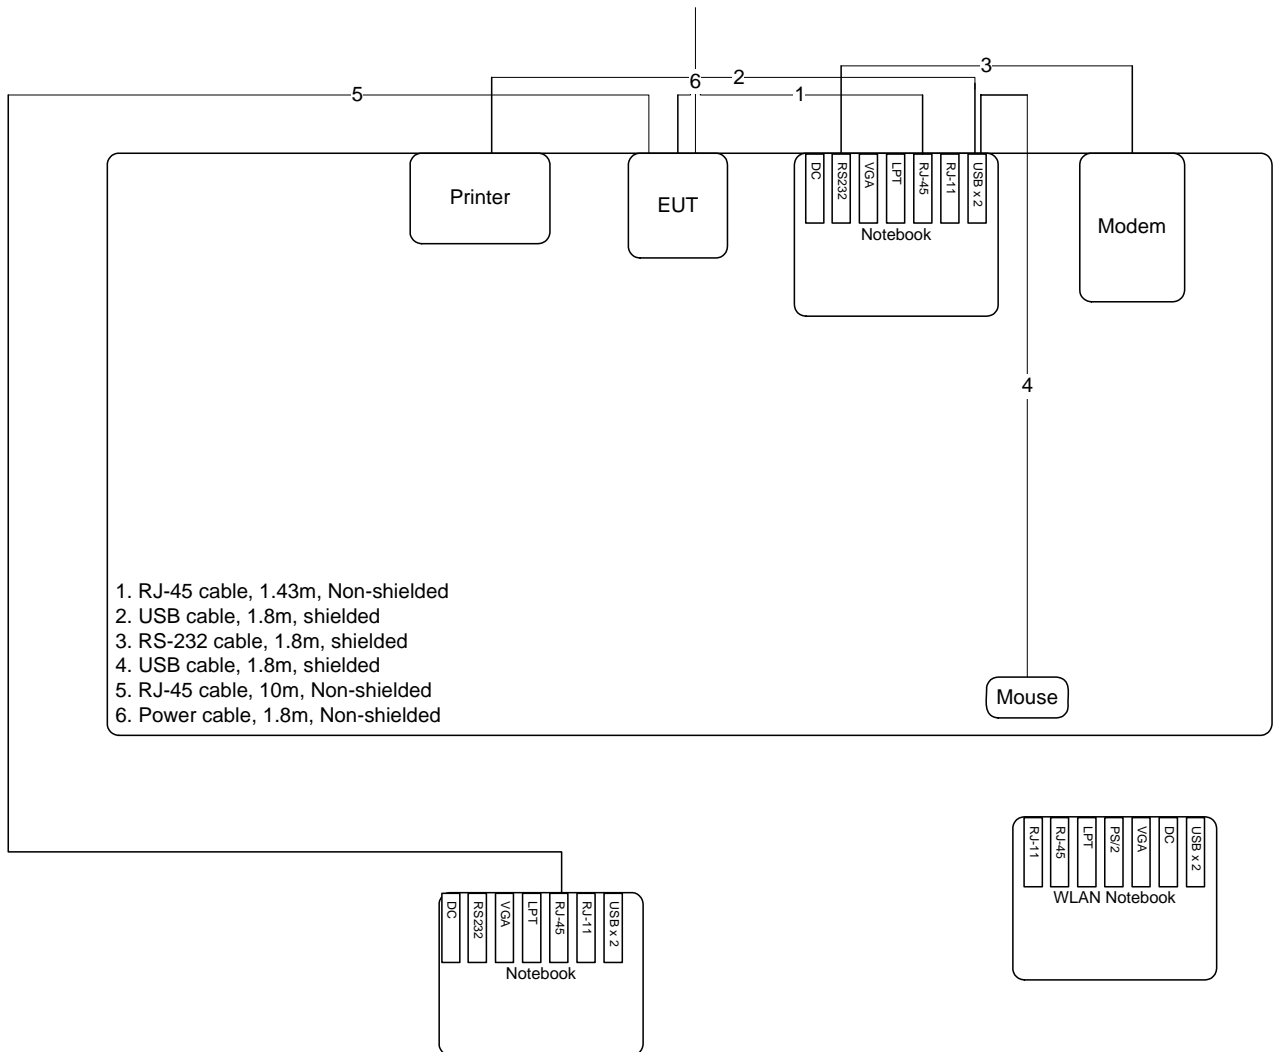 3
6
2
5
1
Printer
EUT
DC
RS232
VGA
LPT
RJ-45
RJ-11
USB x 2
Notebook
Modem
4
1. RJ-45 cable, 1.43m, Non-shielded
2. USB cable, 1.8m, shielded
3. RS-232 cable, 1.8m, shielded
4. USB cable, 1.8m, shielded
5. RJ-45 cable, 10m, Non-shielded
6. Power cable, 1.8m, Non-shielded
Mouse
RJ-11
RJ-45
LPT
PS/2
VGA
DC
USB x 2
WLAN Notebook
DC
RS232
VGA
LPT
RJ-45
RJ-11
USB x 2
Notebook